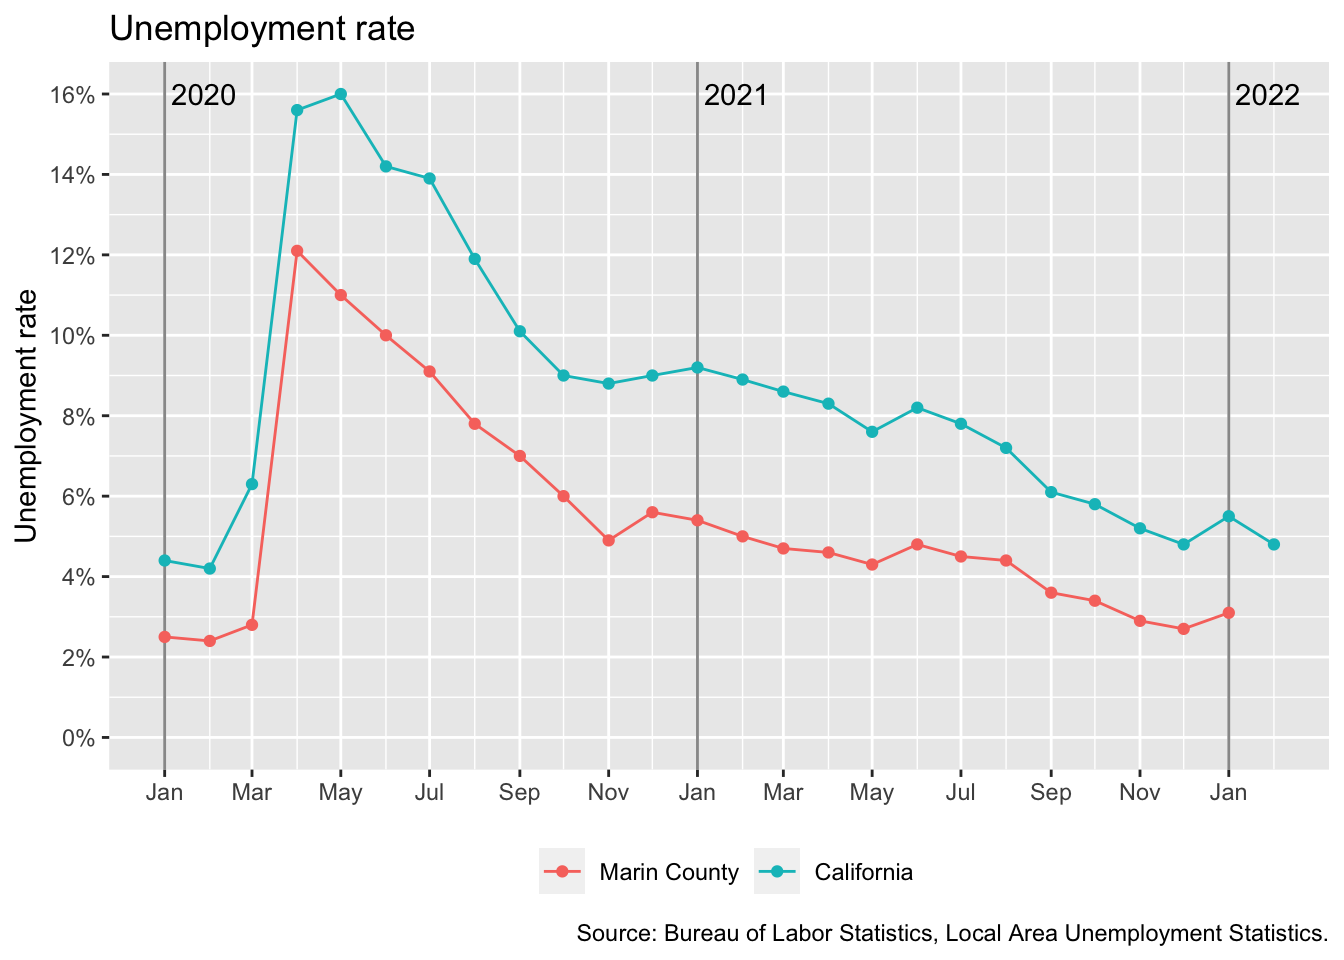 Unemployment rate
2020 2021 2022
Unemployment rate
16%
14%
12%
10%
8%
6%
4%
2%
0%
Jan Mar May Jul Sep Nov Jan Mar May Jul Sep Nov Jan
Marin County California
Source: Bureau of Labor Statistics, Local Area Unemployment Statistics.